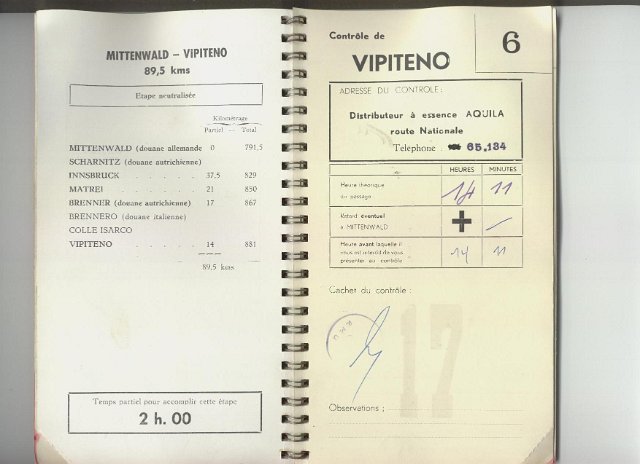 MITTENWALD – VIPITENO
89,5 kms
Etape neutralisée
Kilométrage
Partiel — Total
MITTENWALD (douane allemande 0 791,5
SCHARNITZ (douane autrichienne)
INNSBRUCK . . . . . 37,5 829
MATREI . . . . . . 21 850
BRENNER (douane autrichienne) 17 867
BRENNERO (douane italienne)
COLLE ISARCO
VIPITENO . . . . . 14 881
89,5 kms
Temps partiel pour accomplir cette étape
2 h. 00
Contrôle de
VIPITENO
6
ADRESSE DU CONTROLE :
Distributeur à essence AQUILA
route Nationale
Téléphone : 65,184
HEURES MINUTES
Heure théorique
du passage
14 11
Retard éventuel
à MITTENWALD
+ –
Heure avant laquelle il
vous est interdit de vous
présenter au contrôle
14 11
Cachet du contrôle :
17
Observations :